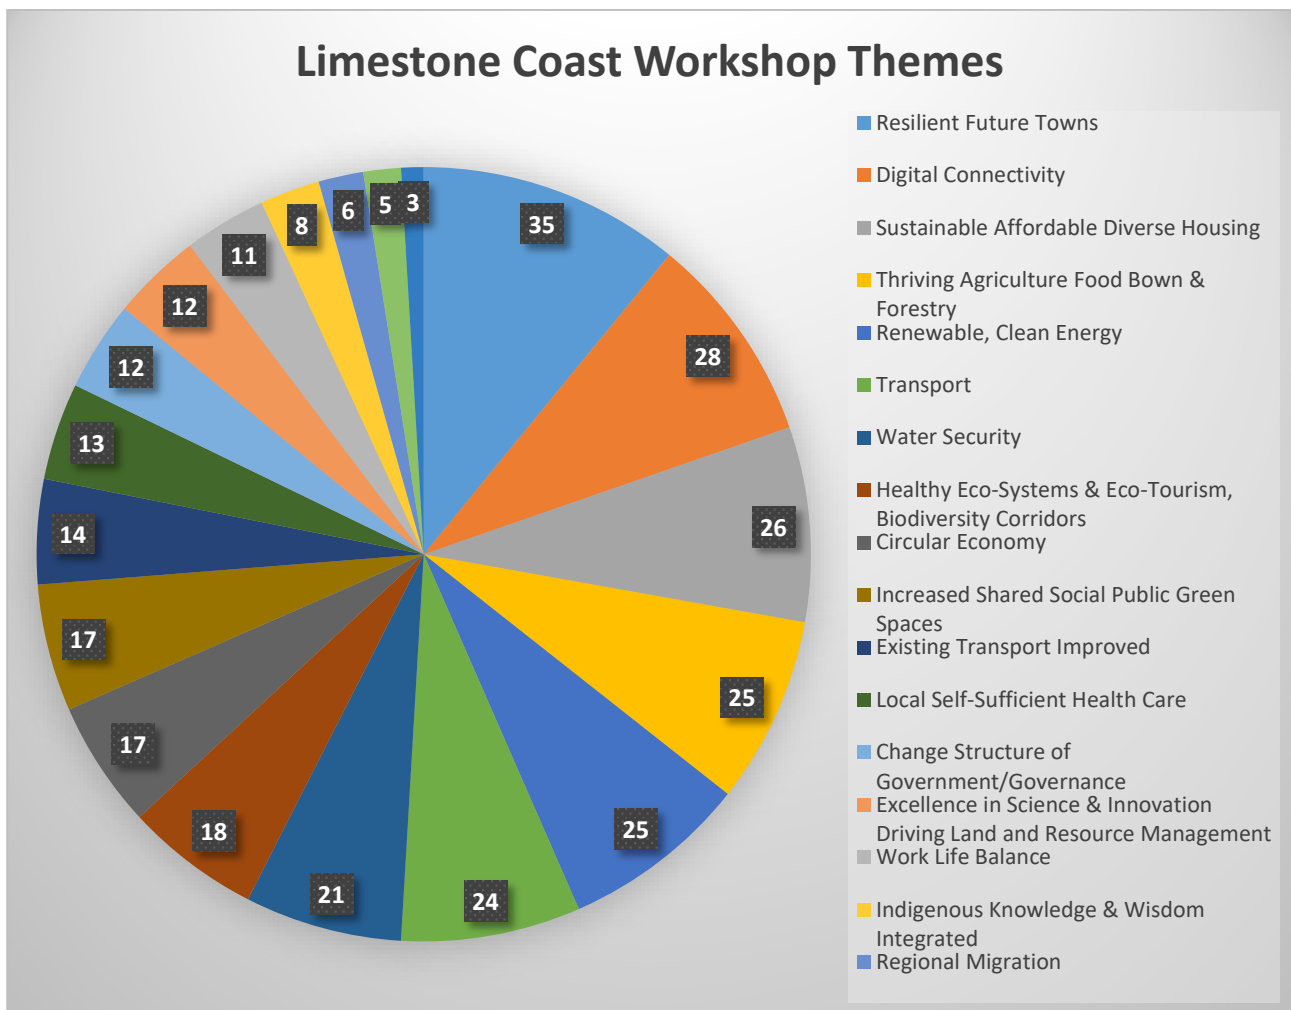 Limestone Coast Workshop Themes
35
28
26
25
25
24
21
18
17
17
14
13
12
12
11
8
6
5
3
Resilient Future Towns
Digital Connectivity
Sustainable Affordable Diverse Housing
Thriving Agriculture Food Bown &
Forestry
Renewable, Clean Energy
Transport
Water Security
Healthy Eco-Systems & Eco-Tourism,
Biodiversity Corridors
Circular Economy
Increased Shared Social Public Green
Spaces
Existing Transport Improved
Local Self-Sufficient Health Care
Change Structure of
Government/Governance
Excellence in Science & Innovation
Driving Land and Resource Management
Work Life Balance
Indigenous Knowledge & Wisdom
Integrated
Regional Migration